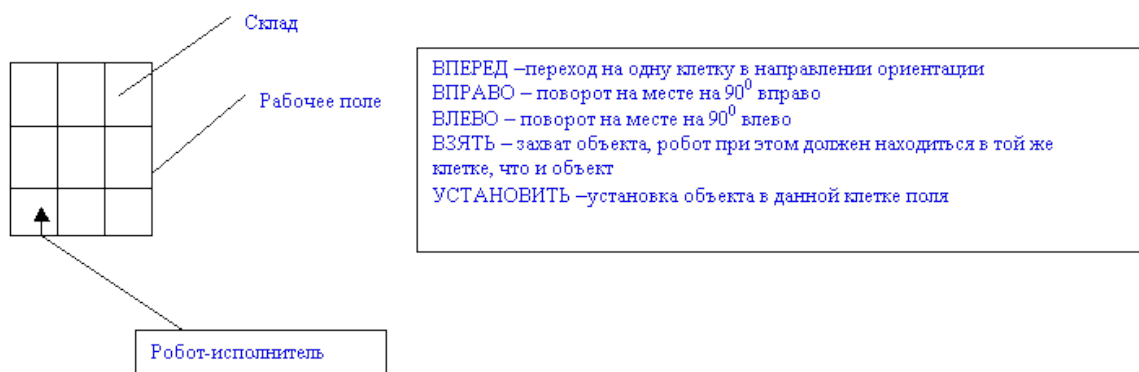 Склад
Рабочее поле
ВПЕРЕД –переход на одну клетку в направлении ориентации
ВПРАВО – поворот на месте на 90⁰ вправо
ВЛЕВО – поворот на месте на 90⁰ влево
ВЗЯТЬ – захват объекта, робот при этом должен находиться в той же
клетке, что и объект
УСТАНОВИТЬ –установка объекта в данной клетке поля
Робот-исполнитель